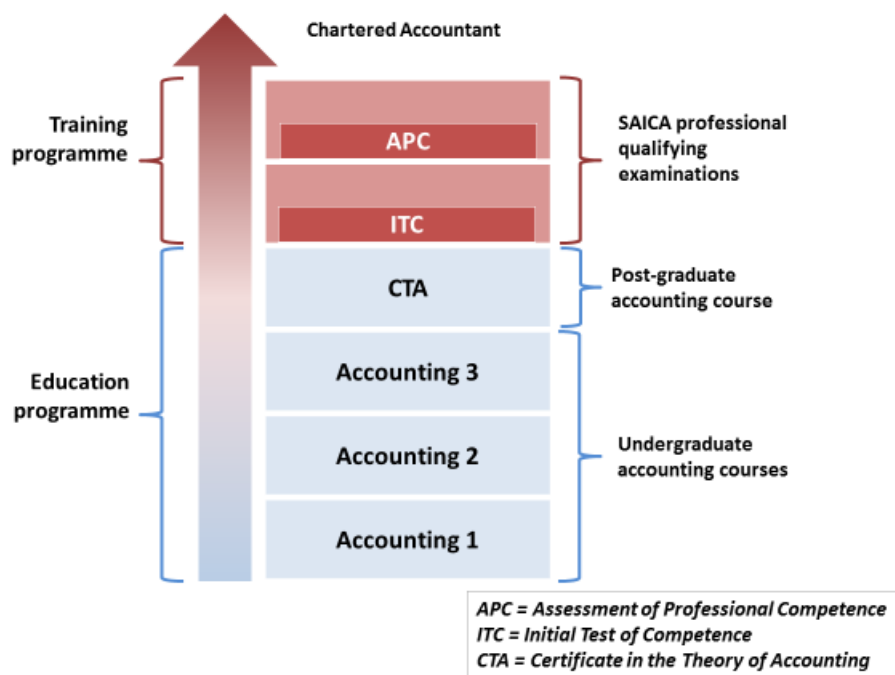 Chartered Accountant
Training
programme
APC
SAICA professional
qualifying
examinations
ITC
CTA
Post-graduate
accounting course
Accounting 3
Education
programme
Accounting 2
Undergraduate
accounting courses
Accounting 1
APC = Assessment of Professional Competence
ITC = Initial Test of Competence
CTA = Certificate in the Theory of Accounting